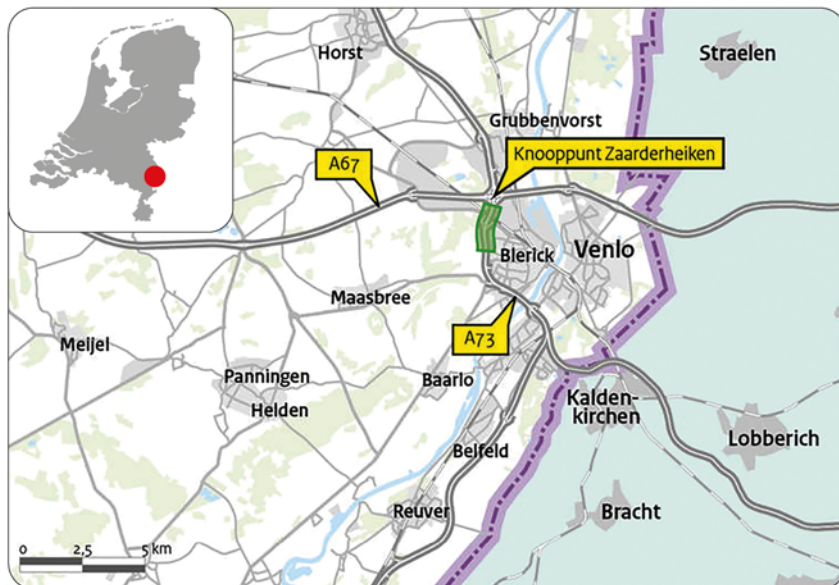 Horst
Straelen
Grubbenvorst
Knooppunt Zaarderheiken
A67
Blerick
Venlo
Maasbree
A73
Meijel
Panningen
Helden
Baarlo
Kalden-
kirchen
Lobberich
Belfeld
Reuver
Bracht
0 2,5 5 km